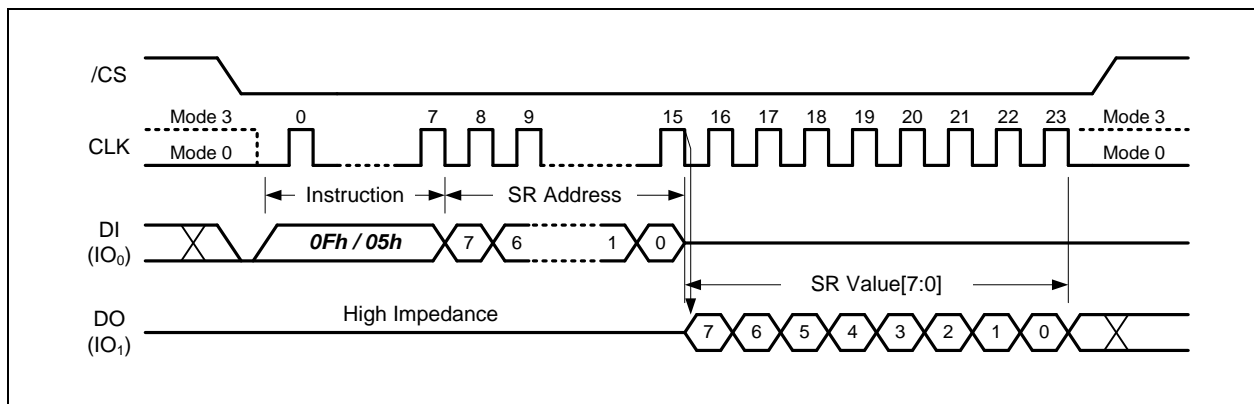 /CS
Mode 3 0 7 8 9 15 16 17 18 19 20 21 22 23 Mode 3
CLK
Mode 0 Mode 0
Instruction SR Address
DI
(IO₀)
0Fh / 05h 7 6 1 0
SR Value[7:0]
High Impedance
DO
(IO₁)
7 6 5 4 3 2 1 0